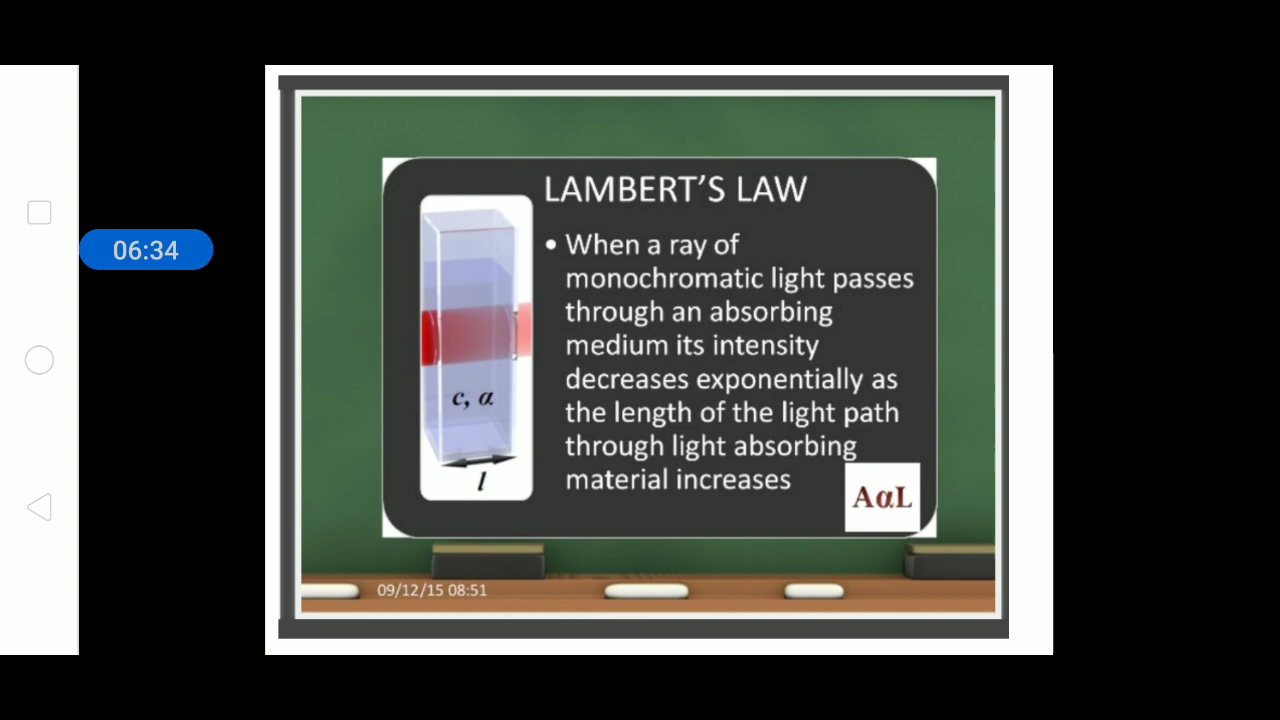 06:34
LAMBERT'S LAW
• When a ray of
monochromatic light passes
through an absorbing
medium its intensity
decreases exponentially as
the length of the light path
through light absorbing
material increases
c, α
l
AαL
09/12/15 08:51